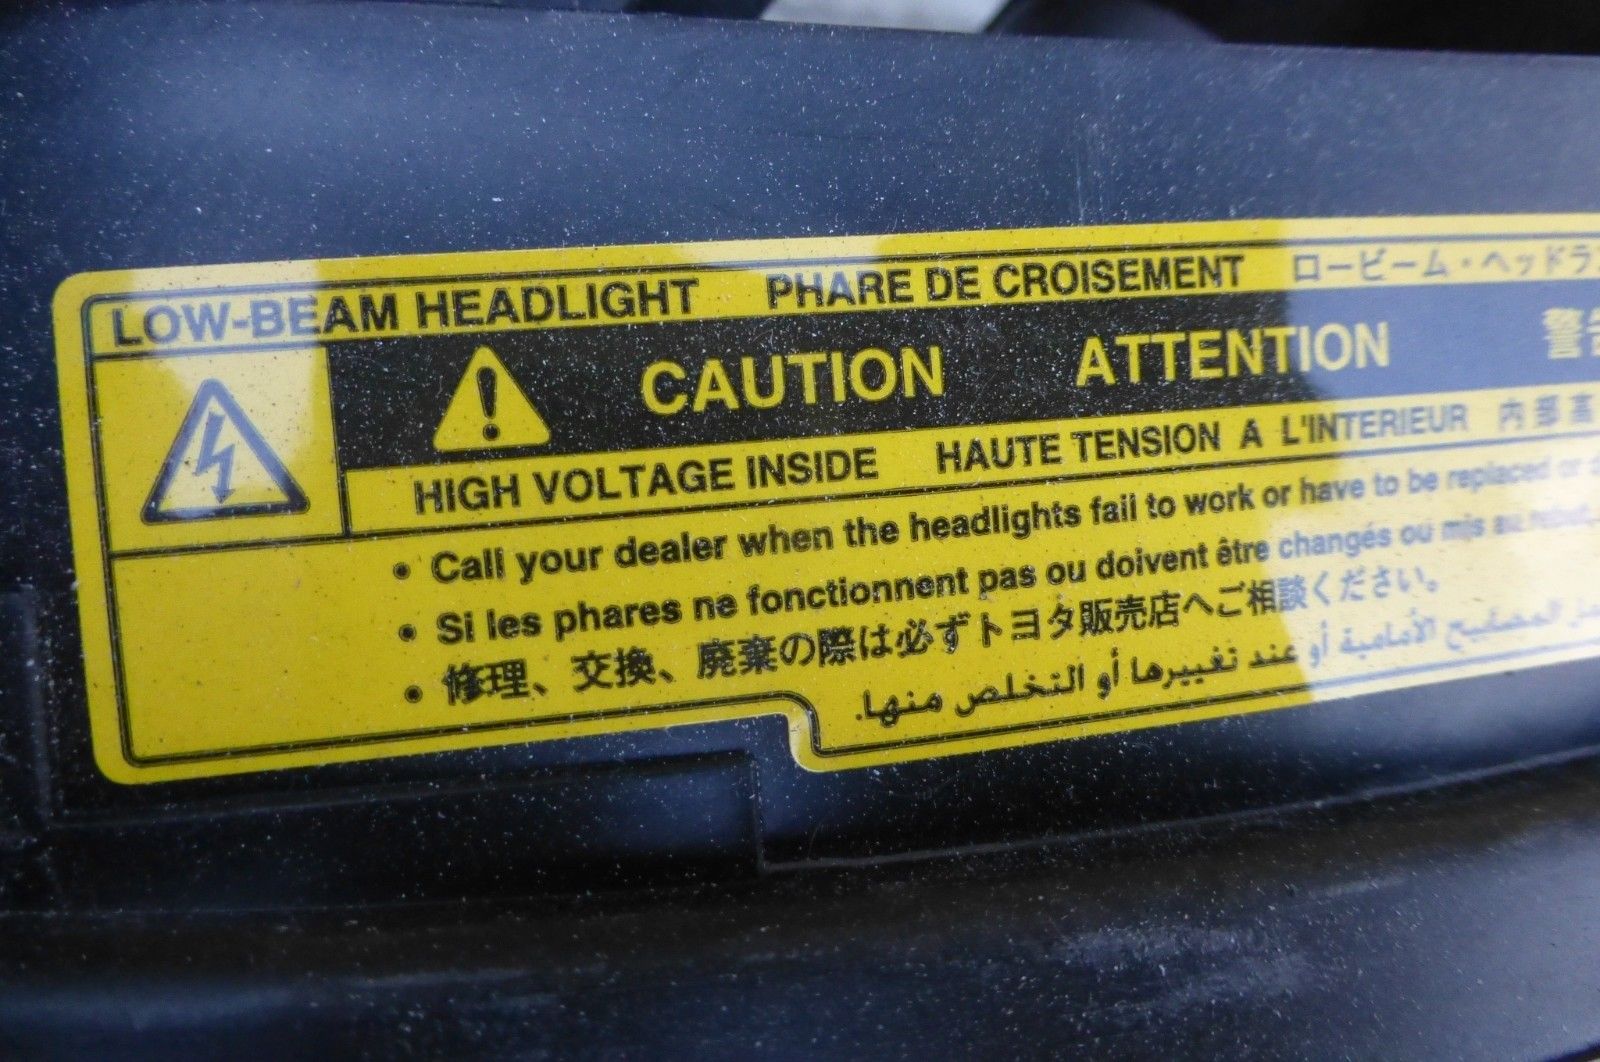 LOW-BEAM HEADLIGHT PHARE DE CROISEMENT ロービーム・ヘッドラ
CAUTION ATTENTION 警告
HIGH VOLTAGE INSIDE HAUTE TENSION A L'INTERIEUR 内部高
• Call your dealer when the headlights fail to work or have to be replaced or
• Si les phares ne fonctionnent pas ou doivent être changés ou mis au
• 修理、交換、廃棄の際は必ずトヨタ販売店へご相談ください。
المصابيح الأمامية أو عند تغييرها أو التخلص منها.